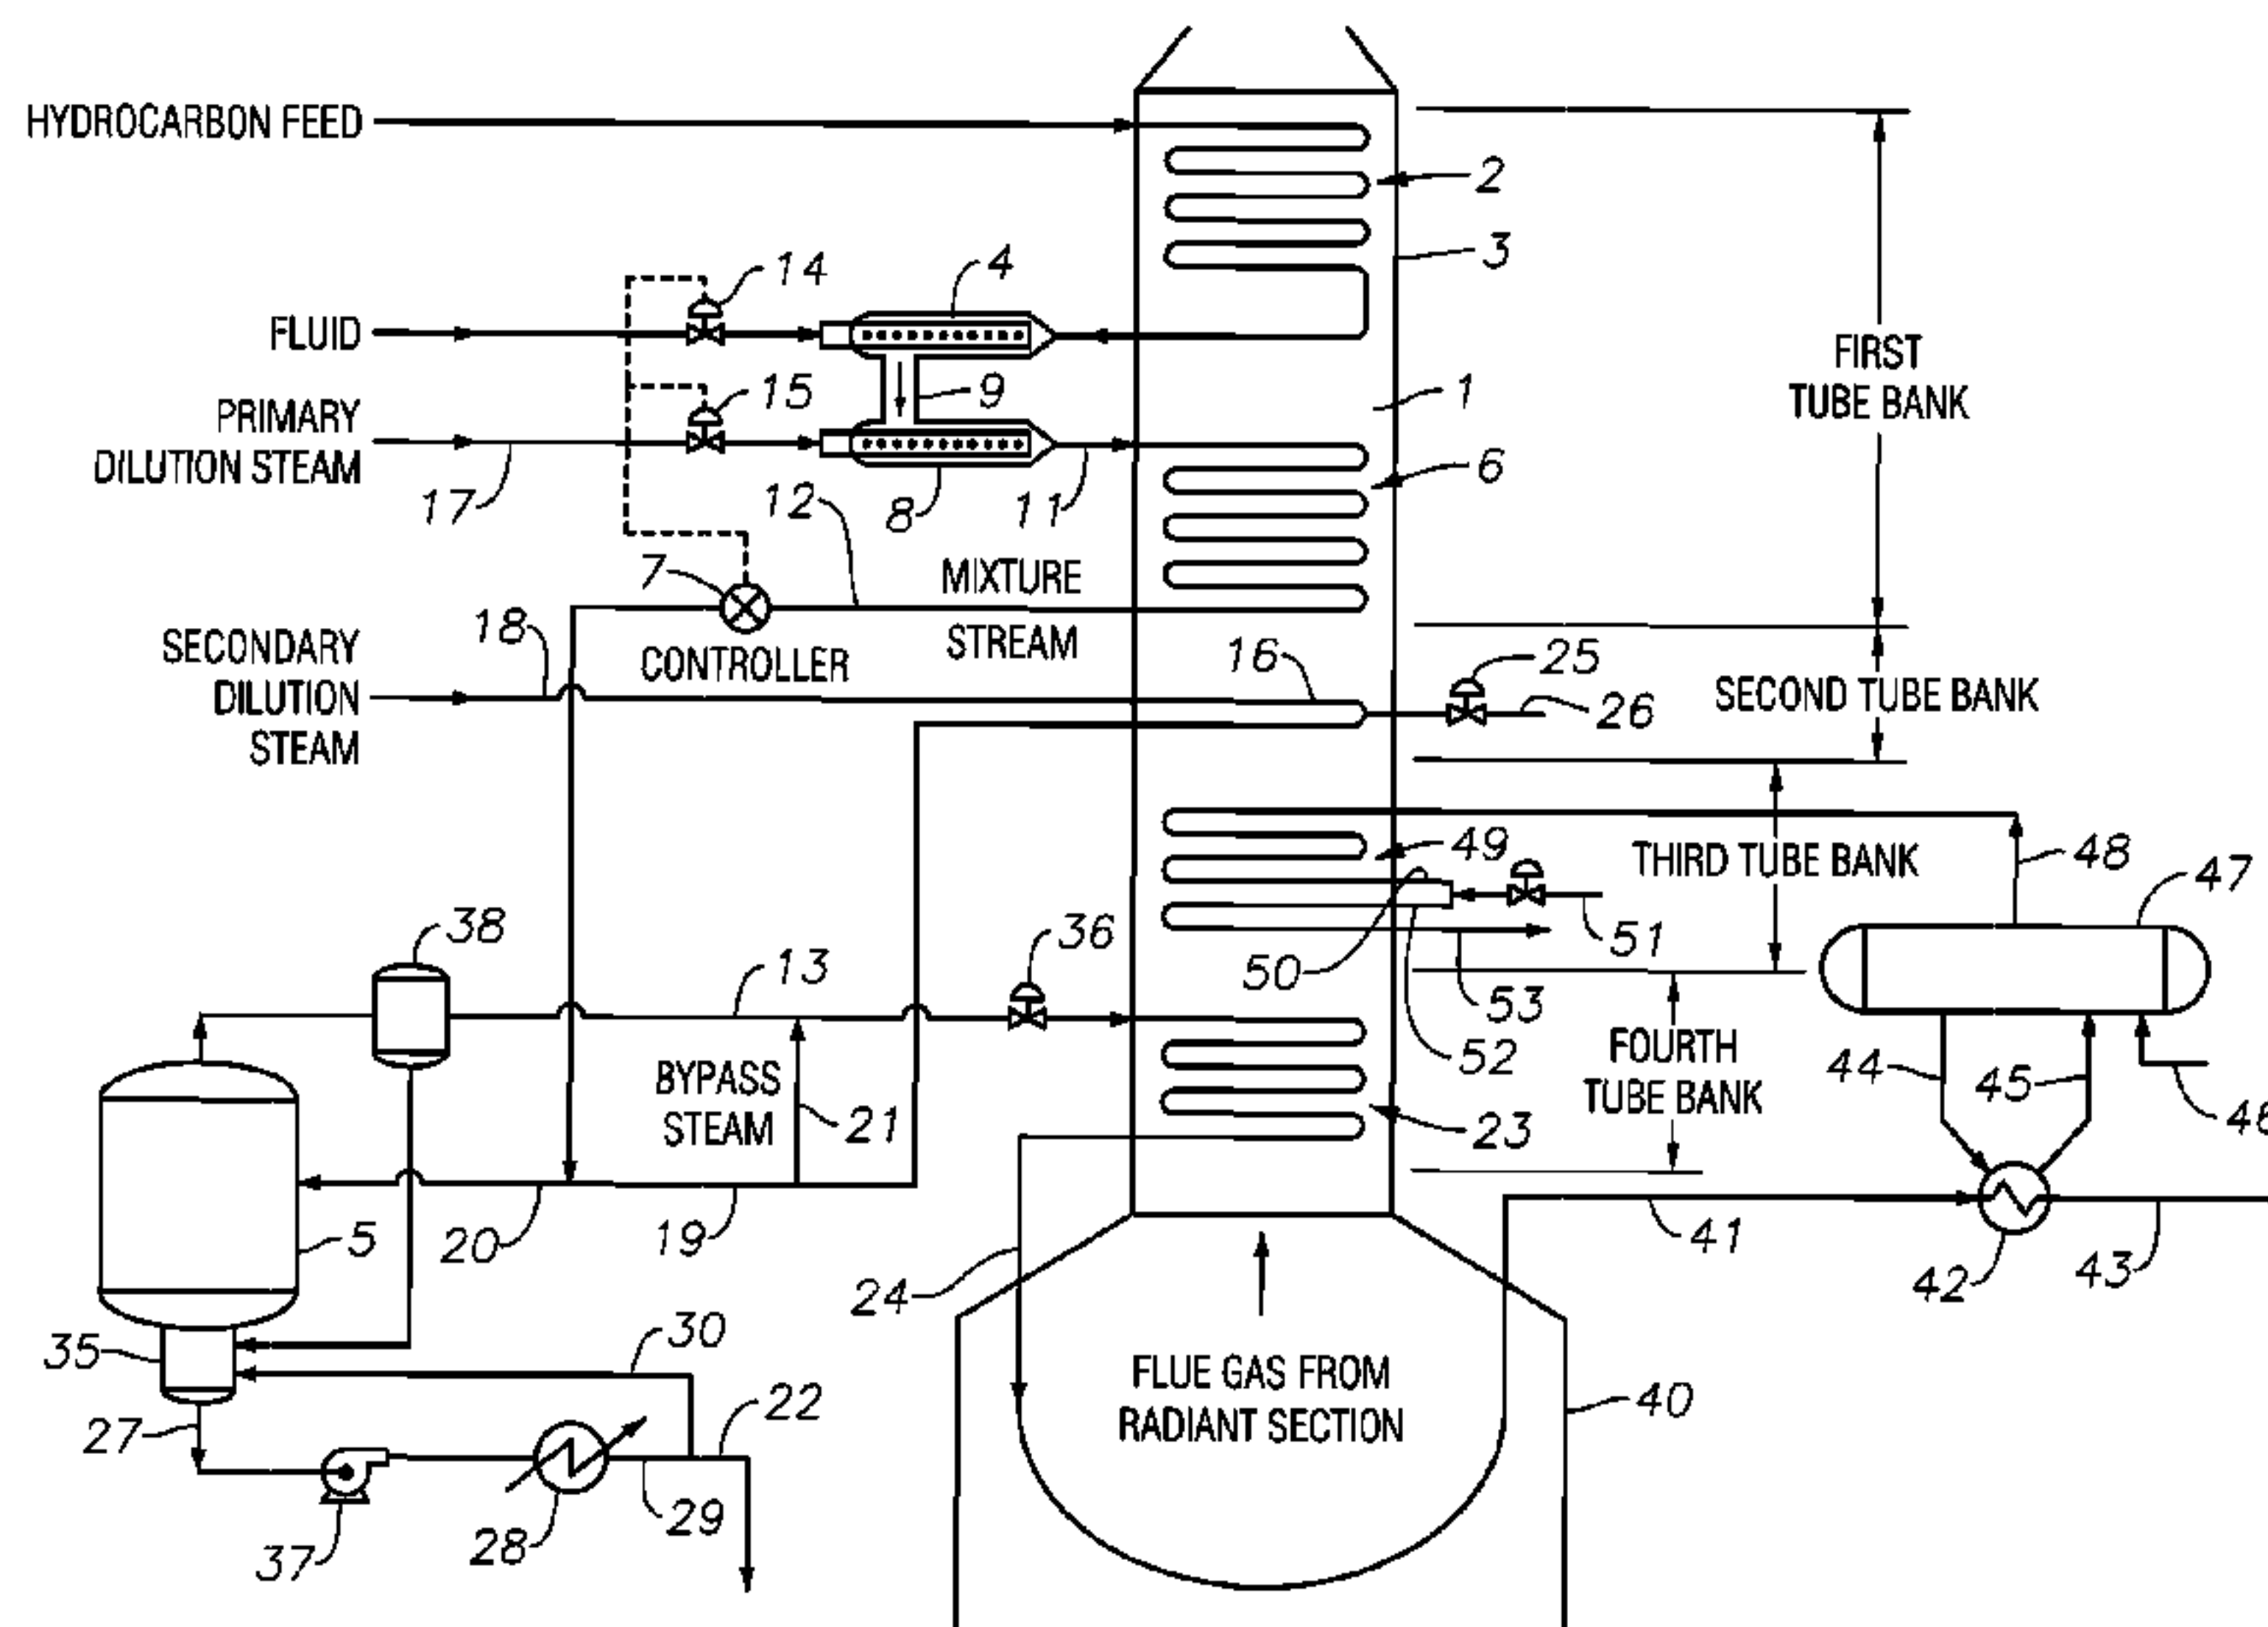 HYDROCARBON FEED
2
3
4
14
FLUID
FIRST
TUBE BANK
15
9
1
PRIMARY
DILUTION STEAM
6
17
12
8
11
7
MIXTURE
STREAM
18
CONTROLLER
SECONDARY
DILUTION
STEAM
16
25
26
SECOND TUBE BANK
49
THIRD TUBE BANK
48
47
38
13
36
50
51
53
52
FOURTH
TUBE BANK
44
45
46
BYPASS
STEAM
21
23
5
20
19
24
41
42
43
35
30
FLUE GAS FROM
RADIANT SECTION
40
27
22
37
28
29